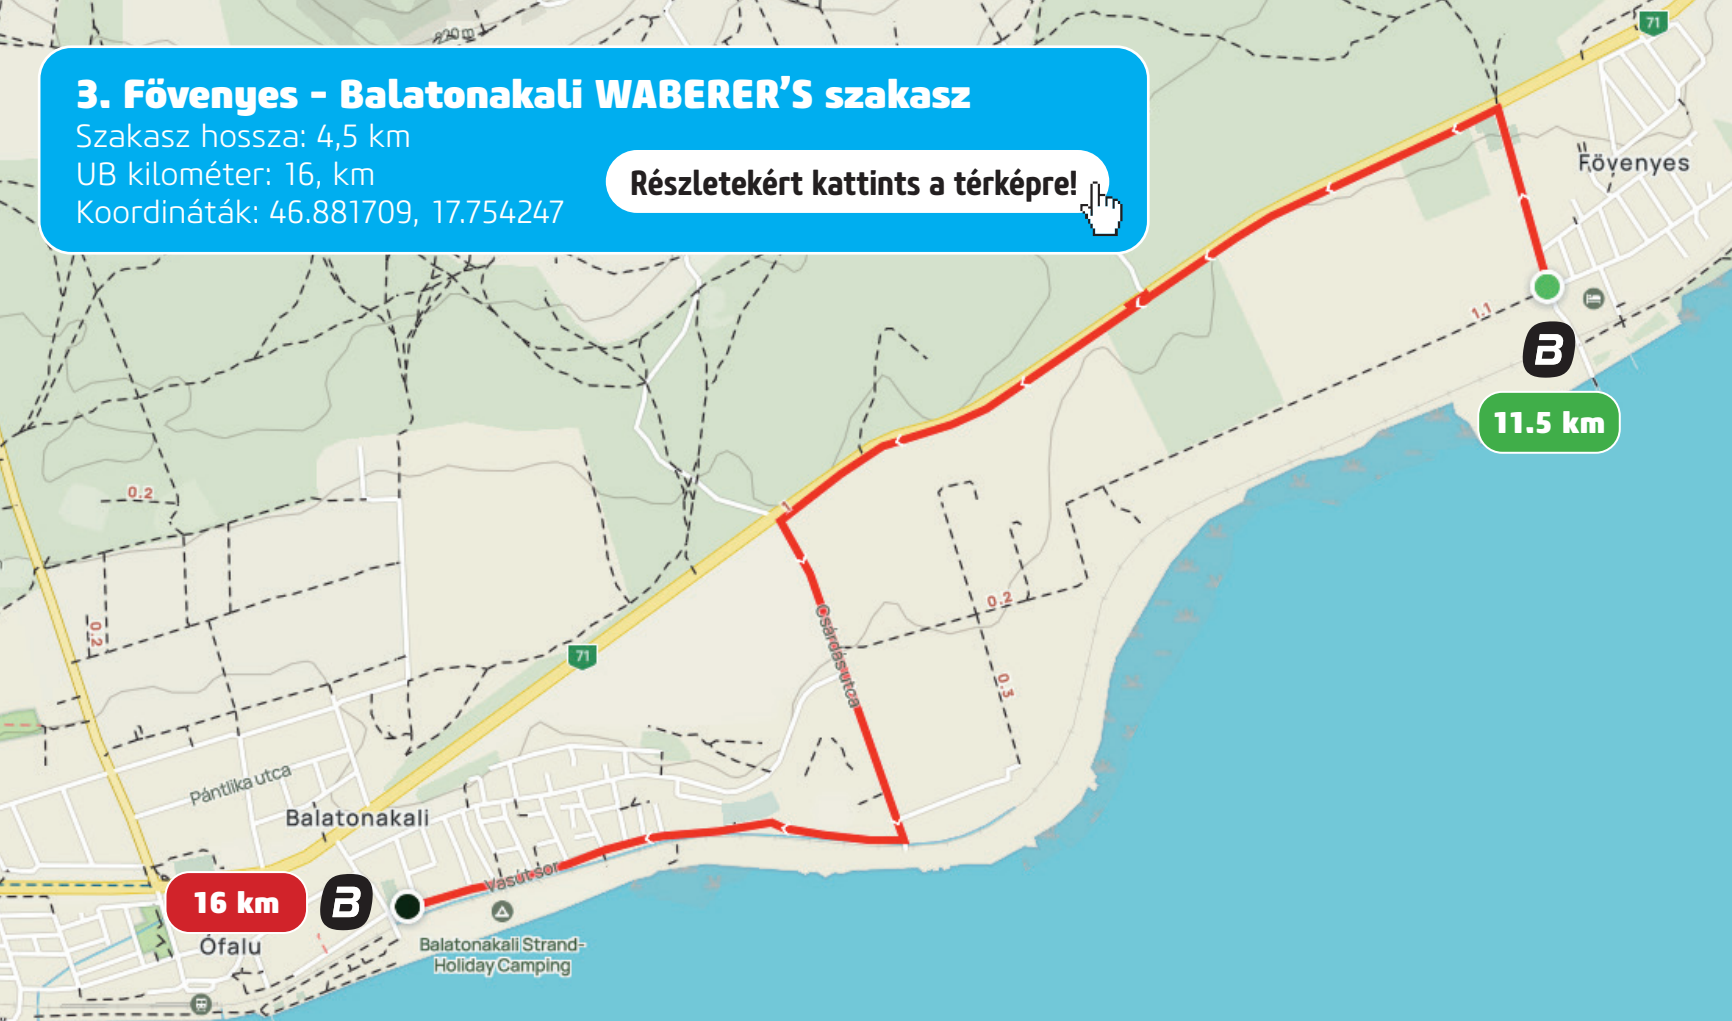 220 m
71
3. Fövenyes - Balatonakali WABERER'S szakasz
Szakasz hossza: 4,5 km
UB kilométer: 16, km
Koordináták: 46.881709, 17.754247
Részletekért kattints a térképre!
Fövenyes
1.1
B
11.5 km
0.2
1
0.2
Csárdás utca
0.2
71
0.3
Pántlika utca
Balatonakali
Vasút sor
16 km
B
Ófalu
Balatonakali Strand-
Holiday Camping